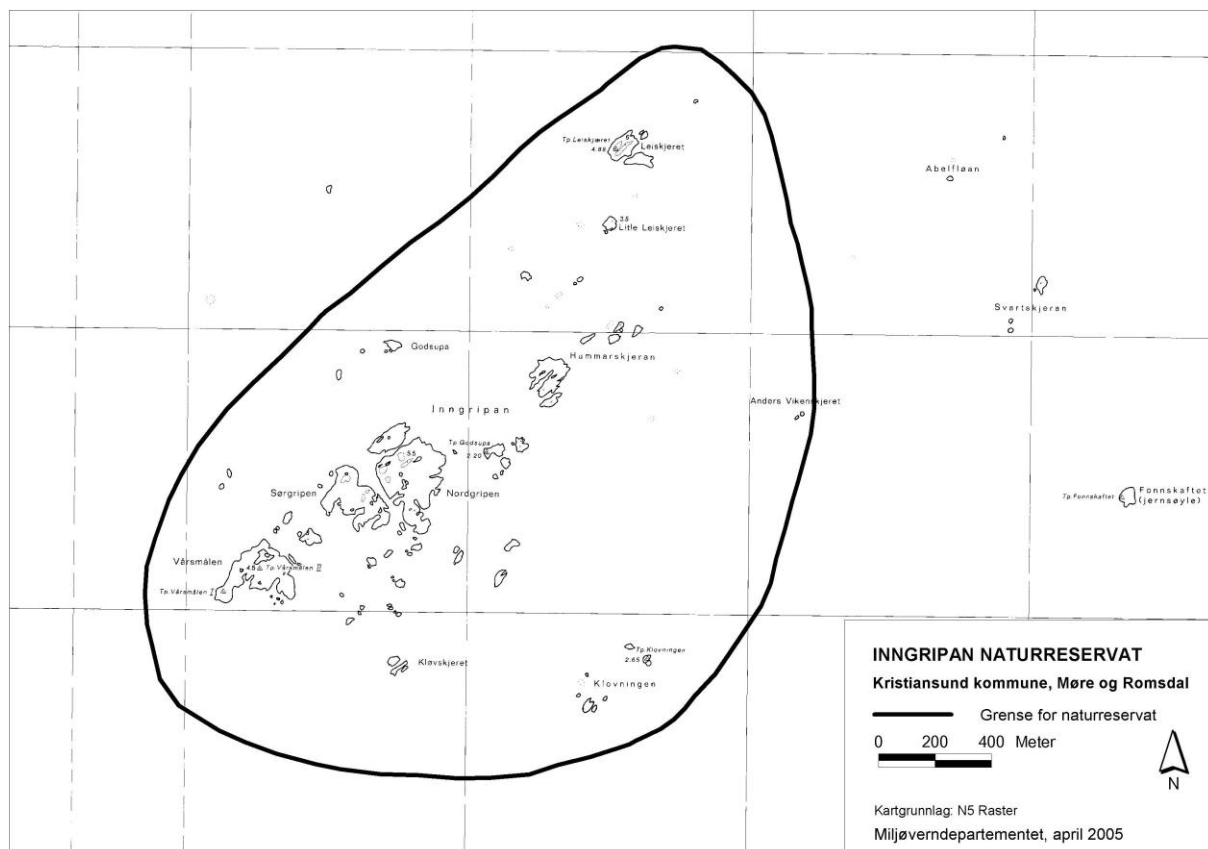 Tp.Leiskjæret
4.88
Leiskjeret
Abelfløan
3.5
Litle Leiskjeret
Svartskjeran
Godsupa
Hummarskjeran
Anders Vikenskjeret
Inngripan
Tp.Godsupa
2.20
5.5
Sørgripen
Nordgripen
Tp.Fonnskaftet
Fonnskaftet
(jernsøyle)
Vårsmålen
4.5 Tp.Vårsmålen II
Tp.Vårsmålen I
Kløvskjeret
Tp.Klovningen
2.65
Klovningen
INNGRIPAN NATURRESERVAT
Kristiansund kommune, Møre og Romsdal
Grense for naturreservat
0 200 400 Meter
N
Kartgrunnlag: N5 Raster
Miljøverndepartementet, april 2005